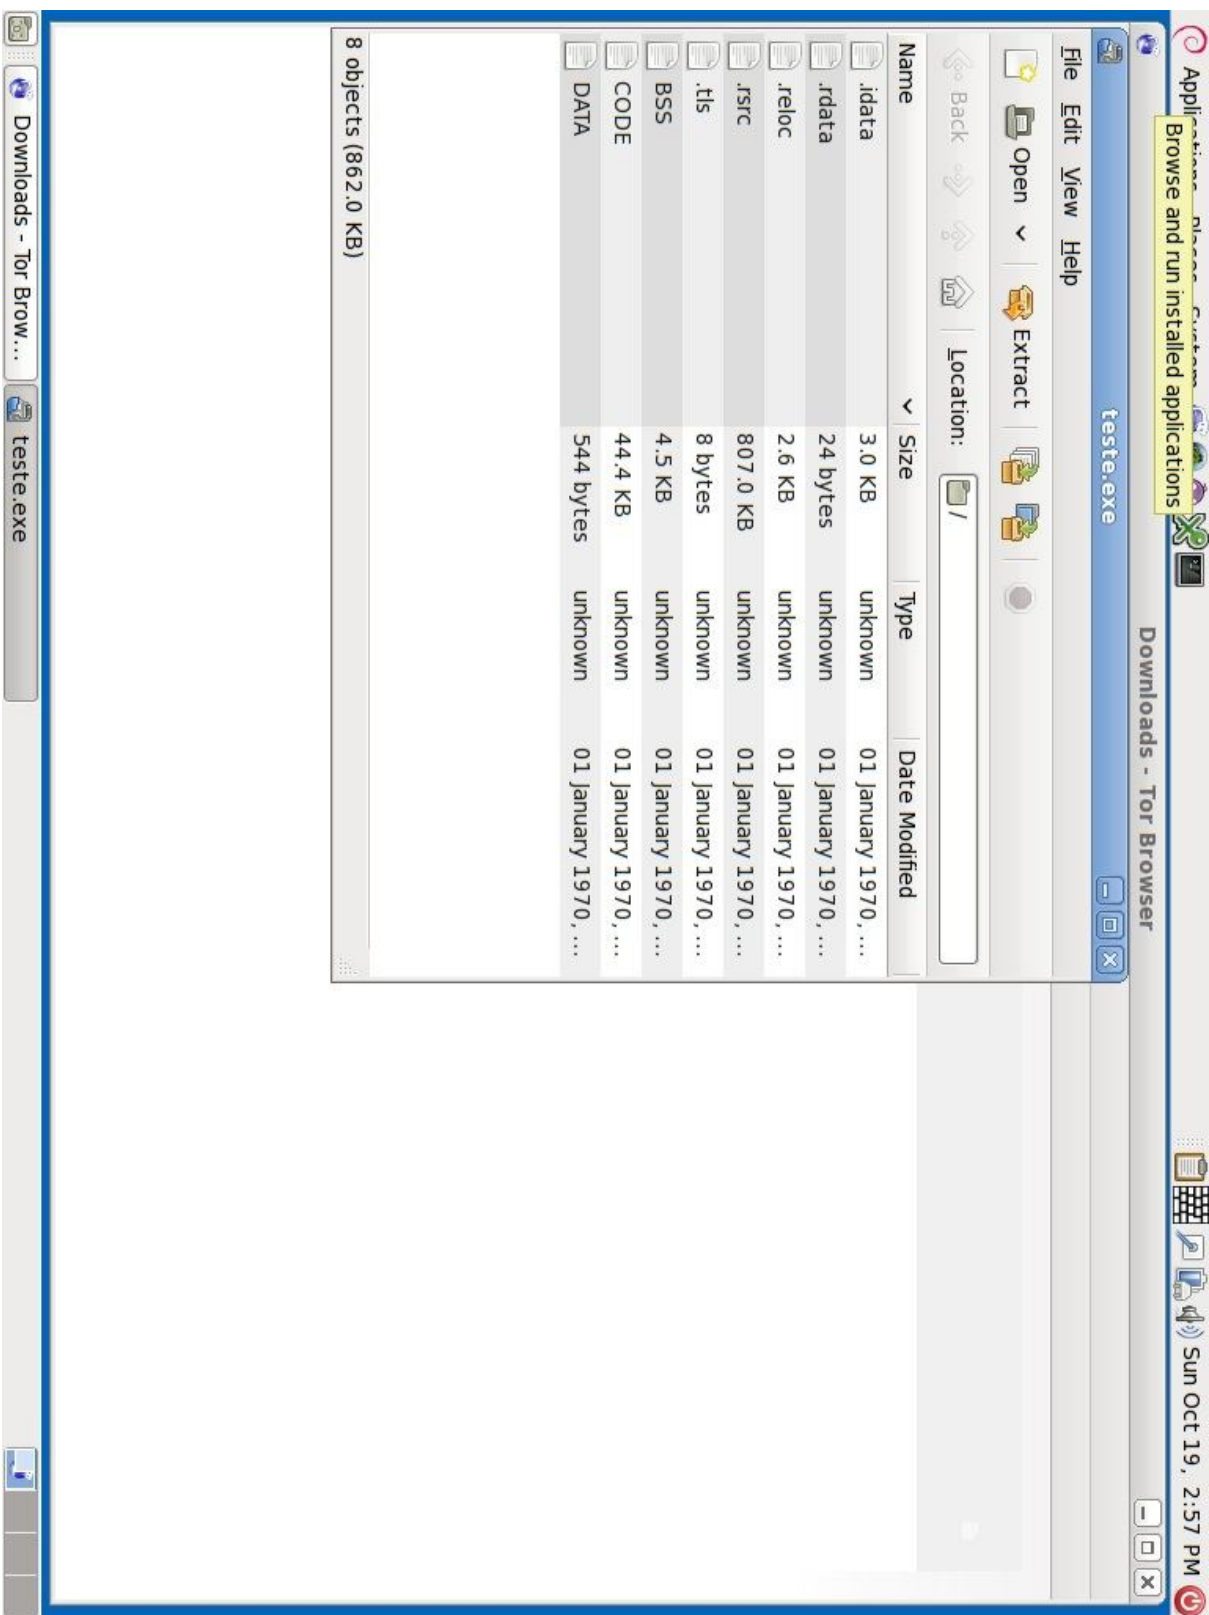 Applications Places System Sun Oct 19, 2:57 PM
Browse and run installed applications
Downloads - Tor Browser
teste.exe
File Edit View Help
Open Extract
Back Location: /
Name Size Type Date Modified
.idata 3.0 KB unknown 01 January 1970, ...
.rdata 24 bytes unknown 01 January 1970, ...
.reloc 2.6 KB unknown 01 January 1970, ...
.rsrc 807.0 KB unknown 01 January 1970, ...
.tls 8 bytes unknown 01 January 1970, ...
BSS 4.5 KB unknown 01 January 1970, ...
CODE 44.4 KB unknown 01 January 1970, ...
DATA 544 bytes unknown 01 January 1970, ...
8 objects (862.0 KB)
Downloads - Tor Brow... teste.exe